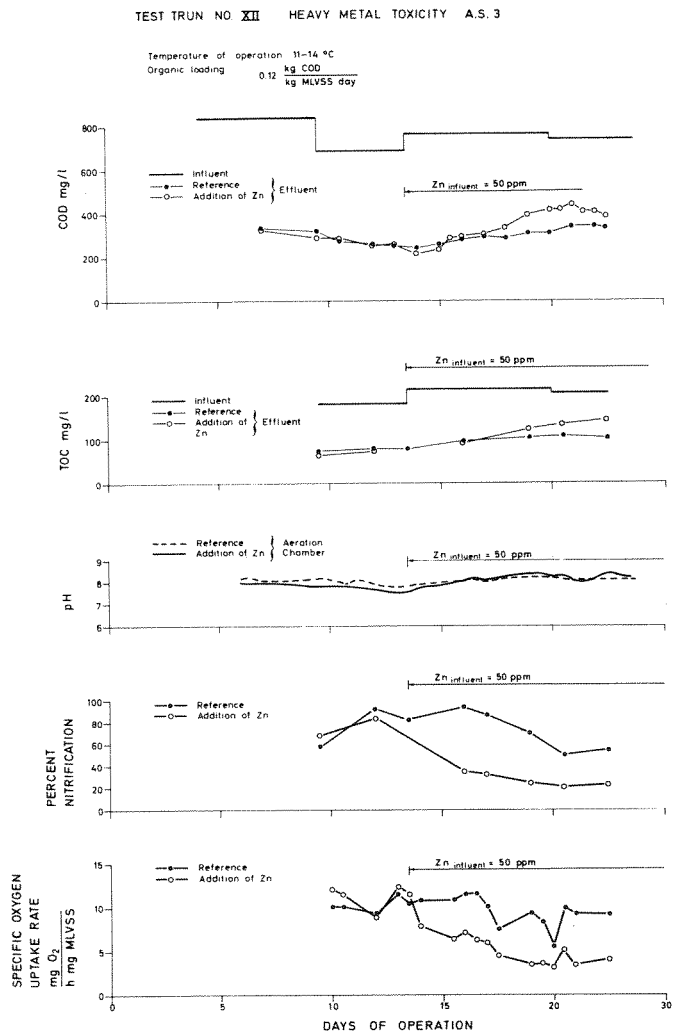 TEST TRUN NO. XII HEAVY METAL TOXICITY A.S. 3
Temperature of operation 11-14 °C
Organic loading 0.12 kg COD
kg MLVSS day
COD mg/l
800
600
400
200
0
Influent
Reference
Addition of Zn
Effluent
Zn influent = 50 ppm
TOC mg/l
200
100
0
Influent
Reference
Addition of
Zn
Effluent
Zn influent = 50 ppm
pH
9
8
7
6
Reference
Addition of Zn
Aeration
Chamber
Zn influent = 50 ppm
PERCENT
NITRIFICATION
100
80
60
40
20
0
Reference
Addition of Zn
Zn influent = 50 ppm
SPECIFIC OXYGEN
UPTAKE RATE
mg O2
h mg MLVSS
15
10
5
0
Reference
Addition of Zn
Zn influent = 50 ppm
0 5 10 15 20 25 30
DAYS OF OPERATION